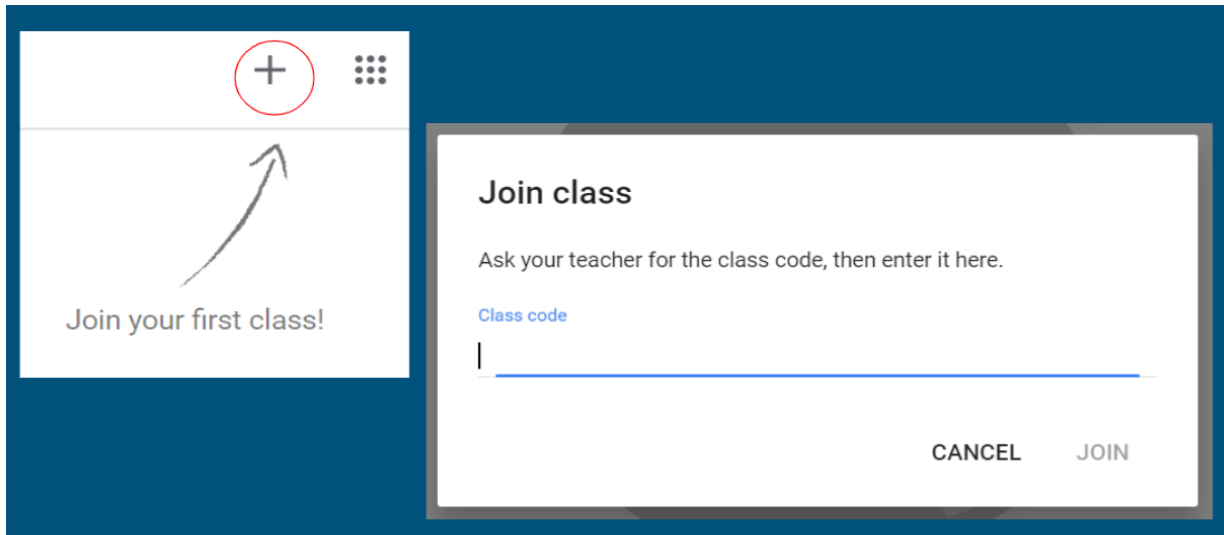 Join your first class!
Join class
Ask your teacher for the class code, then enter it here.
Class code
CANCEL JOIN